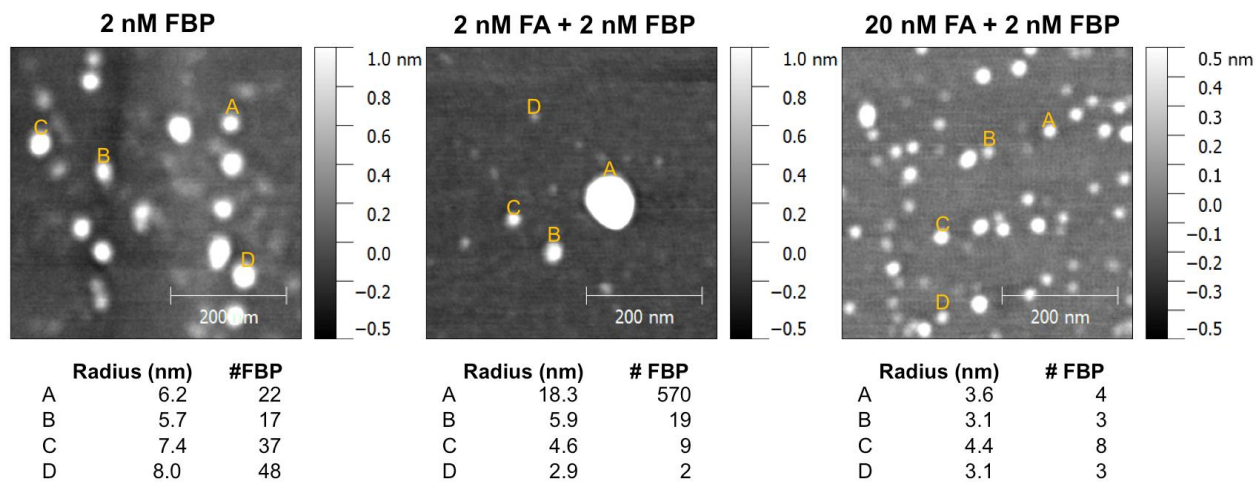 2 nM FBP
2 nM FA + 2 nM FBP
20 nM FA + 2 nM FBP
A
B
C
D
200 nm
1.0 nm
0.8
0.6
0.4
0.2
0.0
−0.2
−0.5
D
A
C
B
200 nm
1.0 nm
0.8
0.6
0.4
0.2
0.0
−0.2
−0.5
A
B
C
D
200 nm
0.5 nm
0.3
0.2
0.1
0.0
−0.1
−0.2
−0.3
−0.5
Radius (nm) #FBP
A 6.2 22
B 5.7 17
C 7.4 37
D 8.0 48
Radius (nm) # FBP
A 18.3 570
B 5.9 19
C 4.6 9
D 2.9 2
Radius (nm) # FBP
A 3.6 4
B 3.1 3
C 4.4 8
D 3.1 3